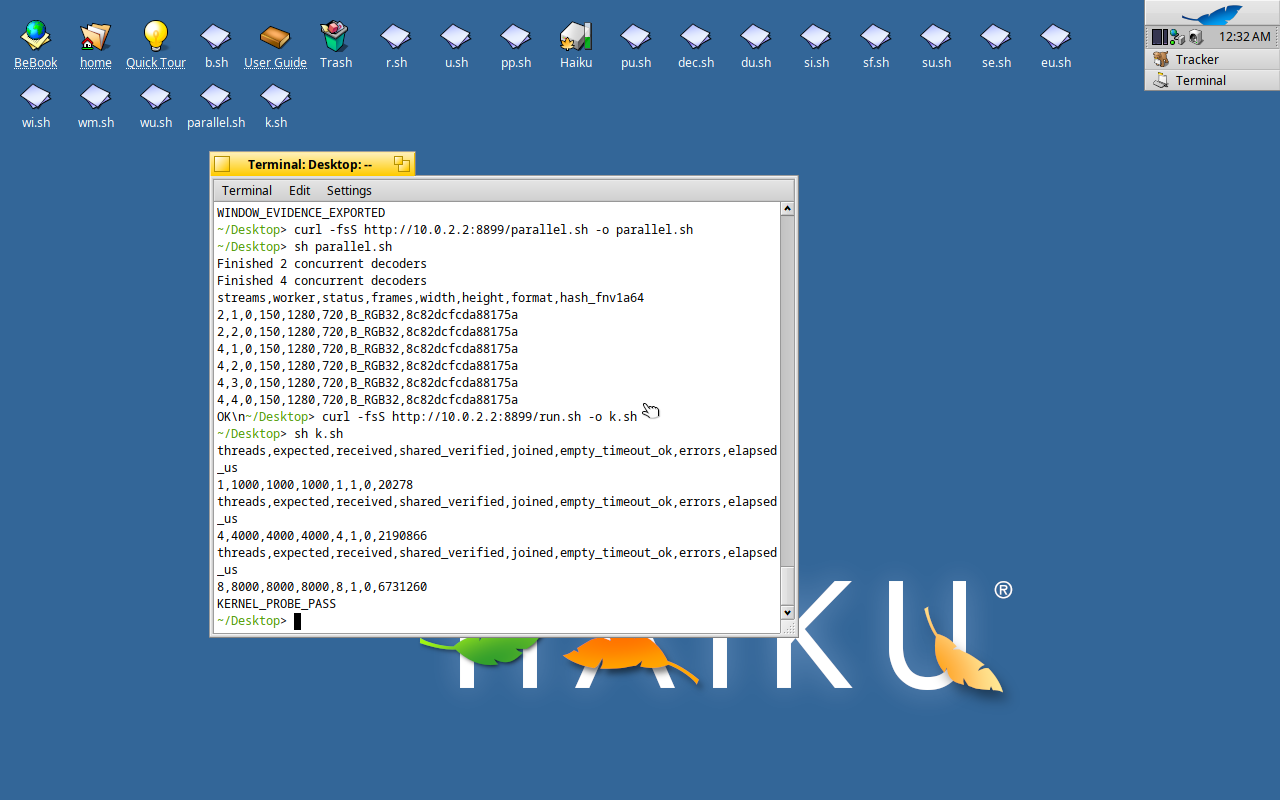 BeBook home Quick Tour b.sh User Guide Trash r.sh u.sh pp.sh Haiku pu.sh dec.sh du.sh si.sh sf.sh su.sh se.sh eu.sh
wi.sh wm.sh wu.sh parallel.sh k.sh
12:32 AM
Tracker
Terminal
Terminal: Desktop: --
Terminal Edit Settings
WINDOW_EVIDENCE_EXPORTED
~/Desktop> curl -fsS http://10.0.2.2:8899/parallel.sh -o parallel.sh
~/Desktop> sh parallel.sh
Finished 2 concurrent decoders
Finished 4 concurrent decoders
streams,worker,status,frames,width,height,format,hash_fnv1a64
2,1,0,150,1280,720,B_RGB32,8c82dcfcda88175a
2,2,0,150,1280,720,B_RGB32,8c82dcfcda88175a
4,1,0,150,1280,720,B_RGB32,8c82dcfcda88175a
4,2,0,150,1280,720,B_RGB32,8c82dcfcda88175a
4,3,0,150,1280,720,B_RGB32,8c82dcfcda88175a
4,4,0,150,1280,720,B_RGB32,8c82dcfcda88175a
OK\n~/Desktop> curl -fsS http://10.0.2.2:8899/run.sh -o k.sh
~/Desktop> sh k.sh
threads,expected,received,shared_verified,joined,empty_timeout_ok,errors,elapsed
_us
1,1000,1000,1000,1,1,0,20278
threads,expected,received,shared_verified,joined,empty_timeout_ok,errors,elapsed
_us
4,4000,4000,4000,4,1,0,2190866
threads,expected,received,shared_verified,joined,empty_timeout_ok,errors,elapsed
_us
8,8000,8000,8000,8,1,0,6731260
KERNEL_PROBE_PASS
~/Desktop>
HAIKU®